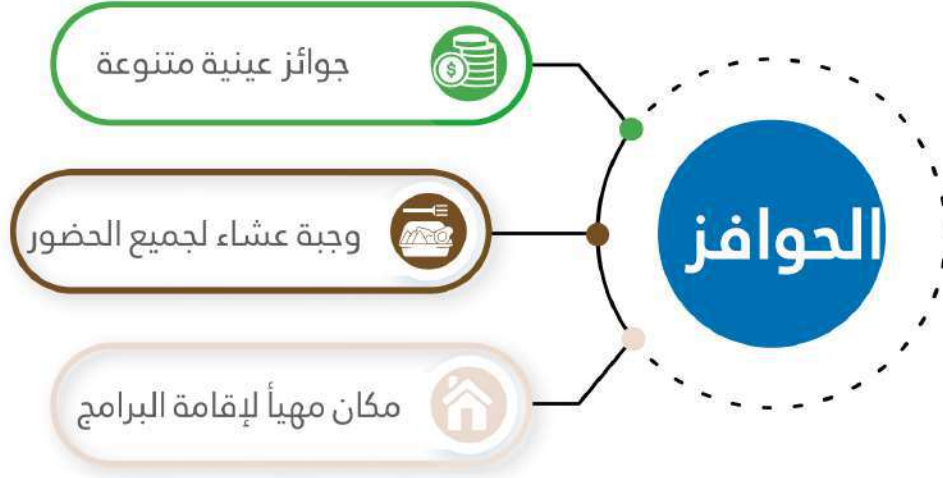 الحوافز
جوائز عينية متنوعة
وجبة عشاء لجميع الحضور
مكان مهيأ لإقامة البرامج